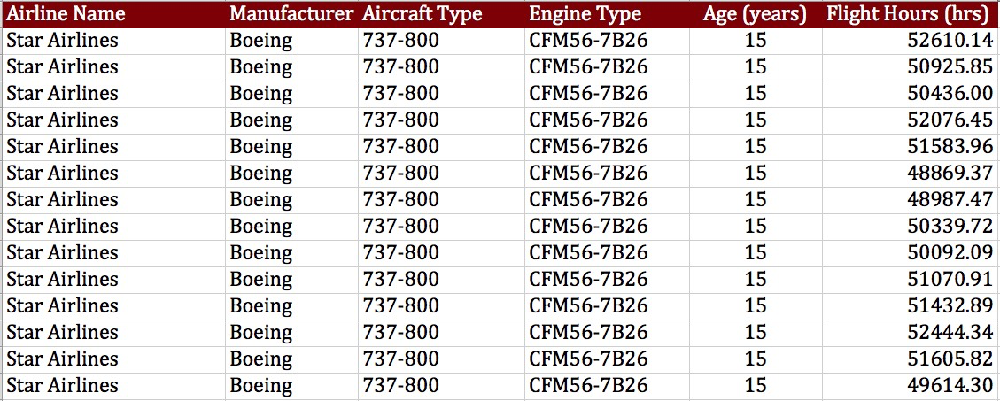 Airline Name Manufacturer Aircraft Type Engine Type Age (years) Flight Hours (hrs)
Star Airlines Boeing 737-800 CFM56-7B26 15 52610.14
Star Airlines Boeing 737-800 CFM56-7B26 15 50925.85
Star Airlines Boeing 737-800 CFM56-7B26 15 50436.00
Star Airlines Boeing 737-800 CFM56-7B26 15 52076.45
Star Airlines Boeing 737-800 CFM56-7B26 15 51583.96
Star Airlines Boeing 737-800 CFM56-7B26 15 48869.37
Star Airlines Boeing 737-800 CFM56-7B26 15 48987.47
Star Airlines Boeing 737-800 CFM56-7B26 15 50339.72
Star Airlines Boeing 737-800 CFM56-7B26 15 50092.09
Star Airlines Boeing 737-800 CFM56-7B26 15 51070.91
Star Airlines Boeing 737-800 CFM56-7B26 15 51432.89
Star Airlines Boeing 737-800 CFM56-7B26 15 52444.34
Star Airlines Boeing 737-800 CFM56-7B26 15 51605.82
Star Airlines Boeing 737-800 CFM56-7B26 15 49614.30